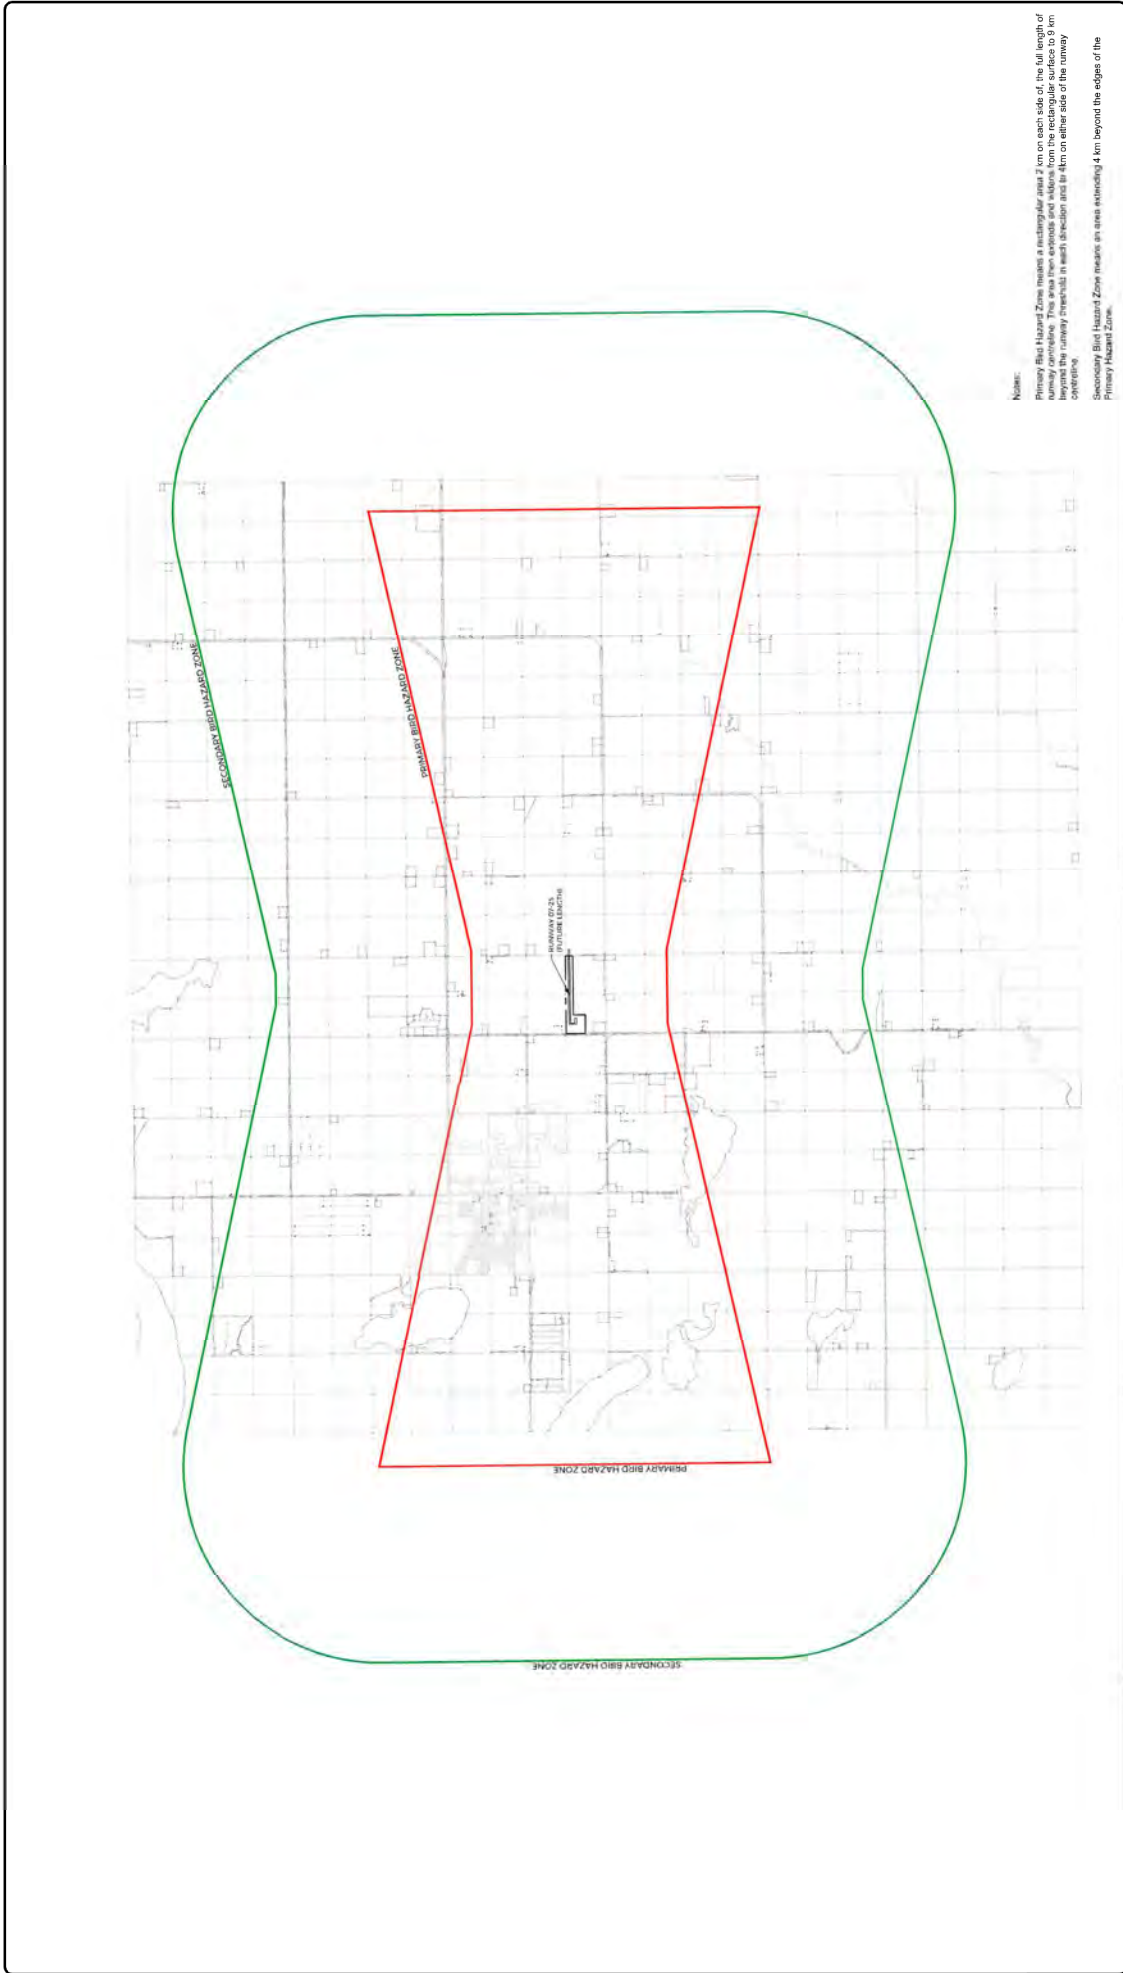 SECONDARY BIRD HAZARD ZONE
PRIMARY BIRD HAZARD ZONE
RUNWAY 07-25
(FUTURE LENGTH)
PRIMARY BIRD HAZARD ZONE
SECONDARY BIRD HAZARD ZONE
Notes:
Primary Bird Hazard Zone means a rectangular area 2 km on each side of, the full length of
runway centreline. This area then extends and widens from the rectangular surface to 9 km
beyond the runway threshold in each direction and to 4km on either side of the runway
centreline.
Secondary Bird Hazard Zone means an area extending 4 km beyond the edges of the
Primary Hazard Zone.